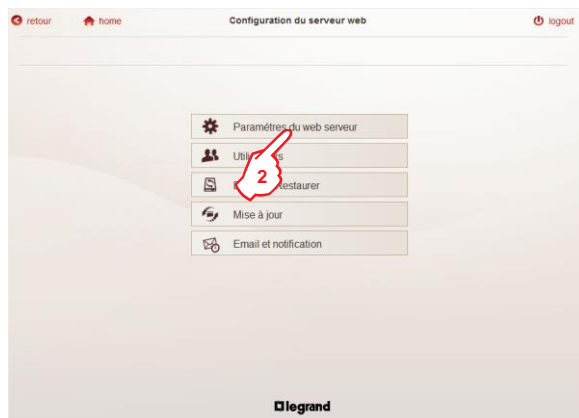 retour home Configuration du serveur web logout
Paramétres du web serveur
2
Mise à jour
Email et notification
legrand